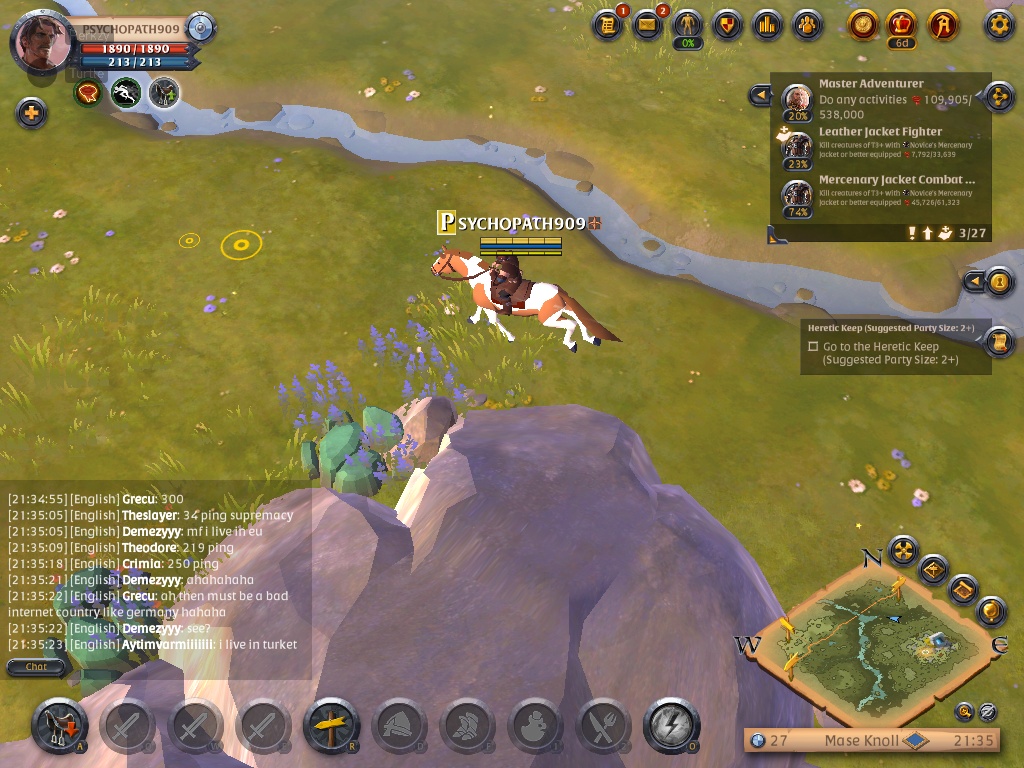 PSYCHOPATH909
1890 / 1890
213 / 213
Turtle
1
2
0%
6d
Master Adventurer
20%
Do any activities 109,905/
538,000
Leather Jacket Fighter
23%
Kill creatures of T3+ with Novice's Mercenary
Jacket or better equipped 7,792/33,639
Mercenary Jacket Combat ...
74%
Kill creatures of T3+ with Novice's Mercenary
Jacket or better equipped 45,726/61,323
3/27
PSYCHOPATH909
Heretic Keep (Suggested Party Size: 2+)
Go to the Heretic Keep
(Suggested Party Size: 2+)
[21:34:55] [English] Grecu: 300
[21:35:05] [English] Theslayer: 34 ping supremacy
[21:35:05] [English] Demezyyy: mf i live in eu
[21:35:09] [English] Theodore: 219 ping
[21:35:18] [English] Crimia: 250 ping
[21:35:21] [English] Demezyyy: ahahahaha
[21:35:22] [English] Grecu: ah then must be a bad
internet country like germany hahaha
[21:35:22] [English] Demezyyy: see?
[21:35:23] [English] Aytimvarmiiiiiii: i live in turket
Chat
N
W
E
A
Q
W
E
R
D
F
O
27
Mase Knoll
21:35